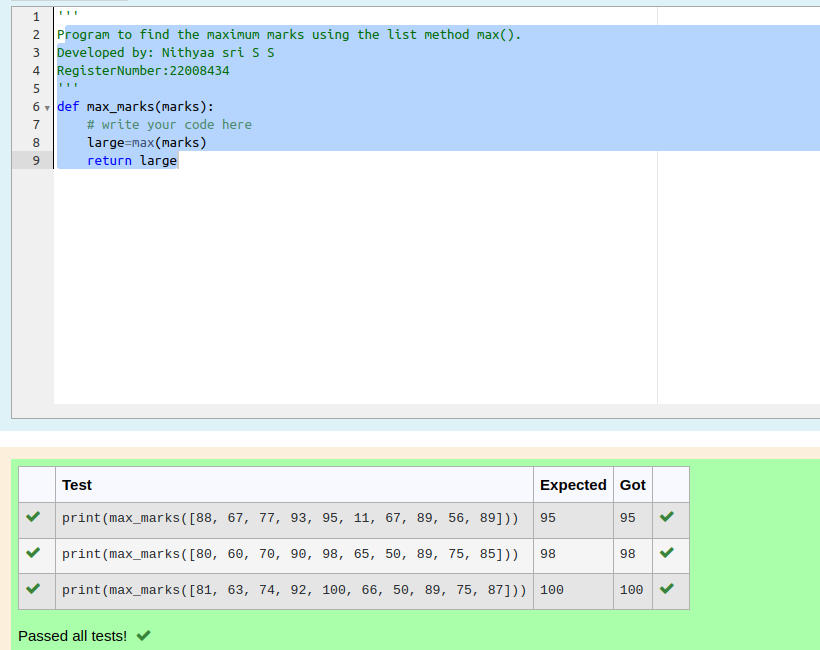 1 '''
2 Program to find the maximum marks using the list method max().
3 Developed by: Nithyaa sri S S
4 RegisterNumber:22008434
5 '''
6 def max_marks(marks):
7     # write your code here
8     large=max(marks)
9     return large
Test Expected Got
print(max_marks([88, 67, 77, 93, 95, 11, 67, 89, 56, 89])) 95 95
print(max_marks([80, 60, 70, 90, 98, 65, 50, 89, 75, 85])) 98 98
print(max_marks([81, 63, 74, 92, 100, 66, 50, 89, 75, 87])) 100 100
Passed all tests!